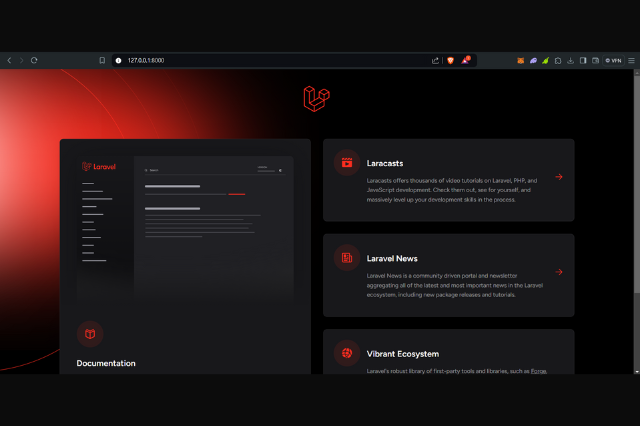 127.0.0.1:8000
VPN
Laravel
Search
Documentation
Laracasts
Laracasts offers thousands of video tutorials on Laravel, PHP, and
JavaScript development. Check them out, see for yourself, and
massively level up your development skills in the process.
Laravel News
Laravel News is a community driven portal and newsletter
aggregating all of the latest and most important news in the Laravel
ecosystem, including new package releases and tutorials.
Vibrant Ecosystem
Laravel's robust library of first-party tools and libraries, such as Forge,